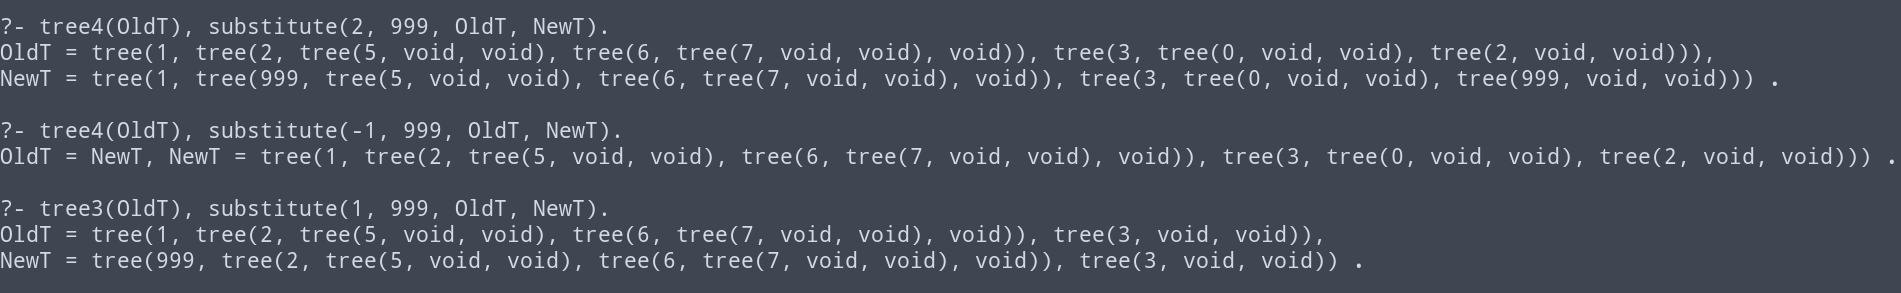 ?- tree4(OldT), substitute(2, 999, OldT, NewT).
OldT = tree(1, tree(2, tree(5, void, void), tree(6, tree(7, void, void), void)), tree(3, tree(0, void, void), tree(2, void, void))),
NewT = tree(1, tree(999, tree(5, void, void), tree(6, tree(7, void, void), void)), tree(3, tree(0, void, void), tree(999, void, void))) .
?- tree4(OldT), substitute(-1, 999, OldT, NewT).
OldT = NewT, NewT = tree(1, tree(2, tree(5, void, void), tree(6, tree(7, void, void), void)), tree(3, tree(0, void, void), tree(2, void, void))) .
?- tree3(OldT), substitute(1, 999, OldT, NewT).
OldT = tree(1, tree(2, tree(5, void, void), tree(6, tree(7, void, void), void)), tree(3, void, void)),
NewT = tree(999, tree(2, tree(5, void, void), tree(6, tree(7, void, void), void)), tree(3, void, void)) .